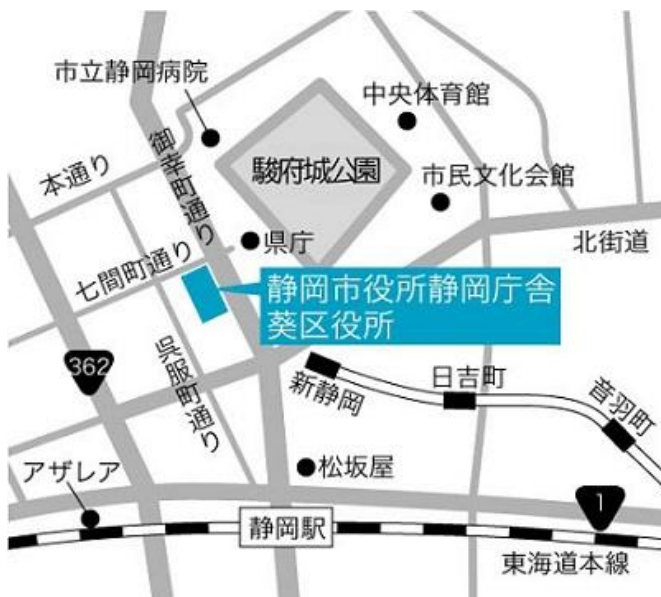 市立静岡病院
中央体育館
御幸町通り
駿府城公園
本通り
市民文化会館
県庁
北街道
七間町通り
静岡市役所静岡庁舎
葵区役所
362
呉服町通り
新静岡
日吉町
音羽町
アザレア
松坂屋
1
静岡駅
東海道本線